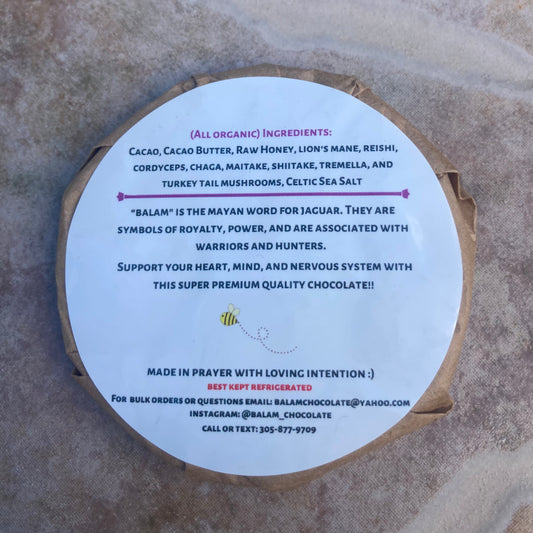 (All organic) Ingredients:
Cacao, Cacao Butter, Raw Honey, lion's mane, reishi,
cordyceps, chaga, maitake, shiitake, tremella, and
turkey tail mushrooms, Celtic Sea Salt
"Balam" is the Mayan word for jaguar. They are
symbols of royalty, power, and are associated with
warriors and hunters.
Support your heart, mind, and nervous system with
this super premium quality chocolate!!
made in prayer with loving intention :)
Best kept refrigerated
For bulk orders or questions email: balamchocolate@yahoo.com
instagram: @balam_chocolate
call or text: 305-877-9709